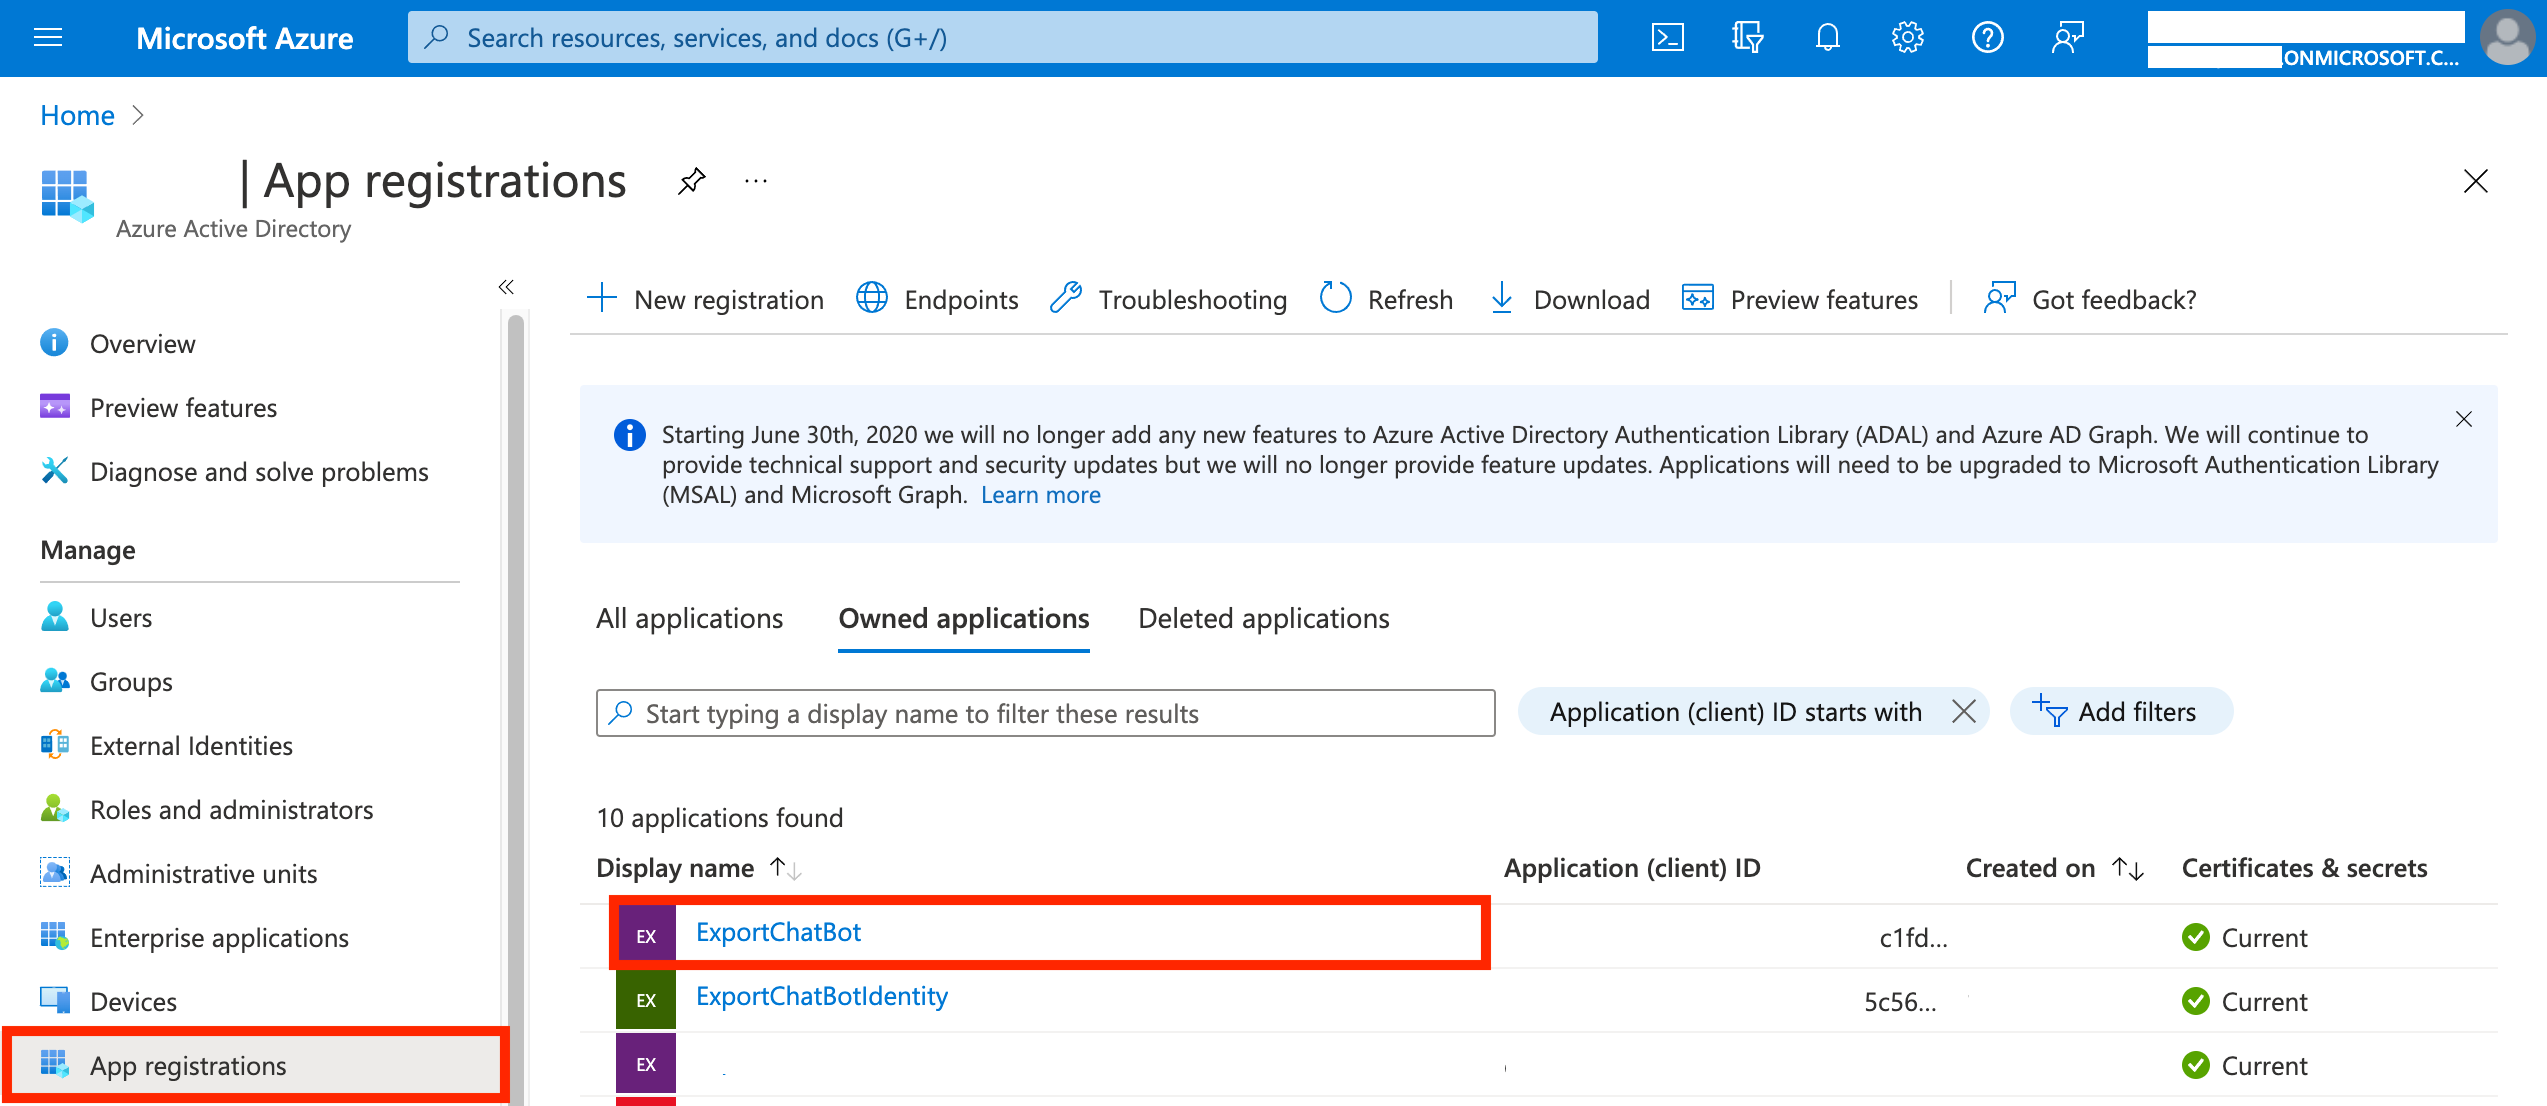 Microsoft Azure
Search resources, services, and docs (G+/)
.ONMICROSOFT.C...
Home
| App registrations
...
Azure Active Directory
«
New registration
Endpoints
Troubleshooting
Refresh
Download
Preview features
Got feedback?
Overview
Preview features
Diagnose and solve problems
Manage
Users
Groups
External Identities
Roles and administrators
Administrative units
Enterprise applications
Devices
App registrations
Starting June 30th, 2020 we will no longer add any new features to Azure Active Directory Authentication Library (ADAL) and Azure AD Graph. We will continue to
provide technical support and security updates but we will no longer provide feature updates. Applications will need to be upgraded to Microsoft Authentication Library
(MSAL) and Microsoft Graph. Learn more
All applications
Owned applications
Deleted applications
Start typing a display name to filter these results
Application (client) ID starts with
Add filters
10 applications found
Display name
Application (client) ID
Created on
Certificates & secrets
EX
ExportChatBot
c1fd...
Current
EX
ExportChatBotIdentity
5c56...
Current
EX
Current